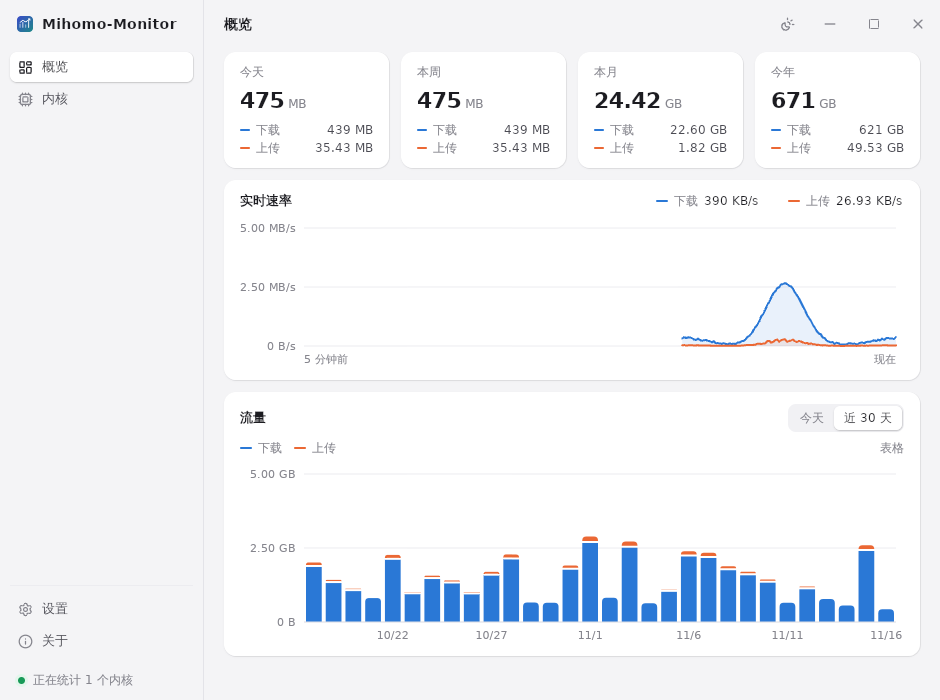 Mihomo-Monitor
概览
内核
设置
关于
正在统计 1 个内核
概览
今天
475 MB
下载 439 MB
上传 35.43 MB
本周
475 MB
下载 439 MB
上传 35.43 MB
本月
24.42 GB
下载 22.60 GB
上传 1.82 GB
今年
671 GB
下载 621 GB
上传 49.53 GB
实时速率
下载 390 KB/s 上传 26.93 KB/s
5.00 MB/s
2.50 MB/s
0 B/s
5 分钟前 现在
流量
今天 近 30 天
下载 上传 表格
5.00 GB
2.50 GB
0 B
10/22 10/27 11/1 11/6 11/11 11/16